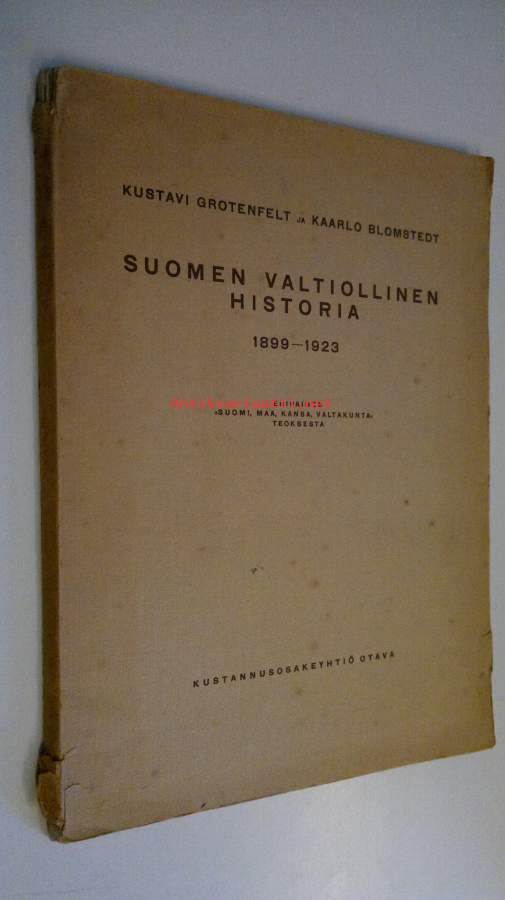 KUSTAVI GROTENFELT JA KAARLO BLOMSTEDT
SUOMEN VALTIOLLINEN
HISTORIA
1899—1923
»SUOMI, MAA, KANSA, VALTAKUNTA»
TEOKSESTA
KUSTANNUSOSAKEYHTIÖ OTAVA